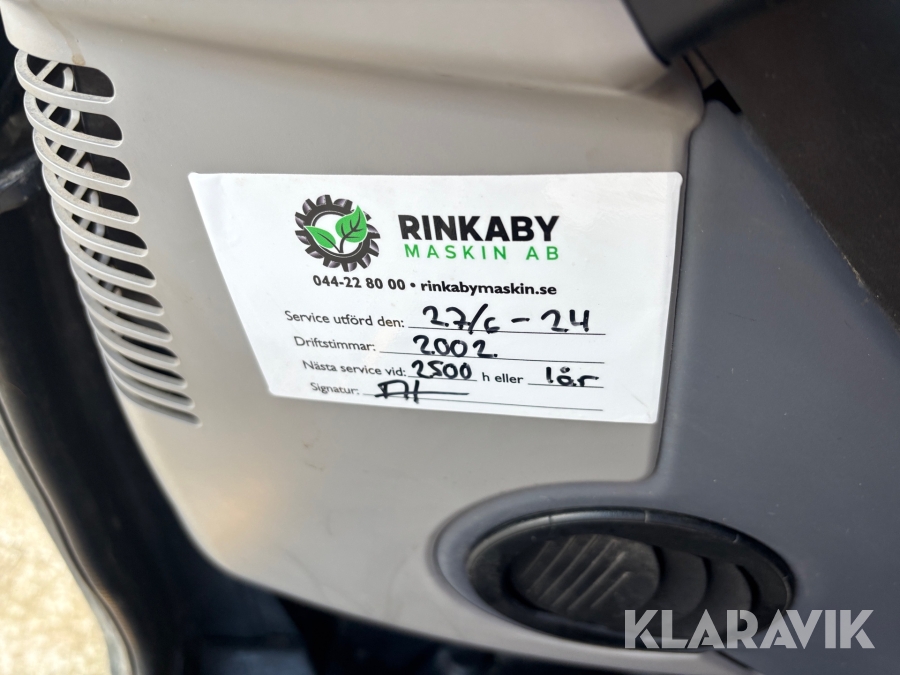 RINKABY
MASKIN AB
044-22 80 00 • rinkabymaskin.se
Service utförd den: 27/6 - 24
Driftstimmar: 2002.
Nästa service vid: 2500 h eller 1 år
Signatur:
KLARAVIK